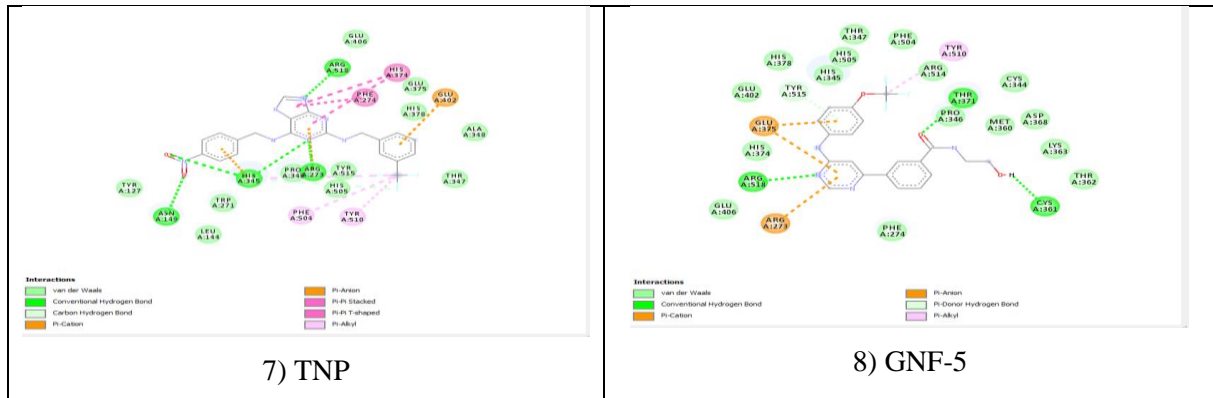 GLU
A:406
ARG
A:518
HIS
A:374
GLU
A:375
PHE
A:274
GLU
A:402
HIS
A:378
ALA
A:348
PRO
A:346
ARG
A:273
TYR
A:515
HIS
A:345
HIS
A:505
THR
A:347
TYR
A:127
TRP
A:271
ASN
A:149
PHE
A:504
TYR
A:510
LEU
A:144
Interactions
van der Waals
Conventional Hydrogen Bond
Carbon Hydrogen Bond
Pi-Cation
Pi-Anion
Pi-Pi Stacked
Pi-Pi T-shaped
Pi-Alkyl
7) TNP
THR
A:347
PHE
A:504
TYR
A:510
HIS
A:378
HIS
A:505
HIS
A:345
ARG
A:514
CYS
A:344
GLU
A:402
TYR
A:515
THR
A:371
PRO
A:346
MET
A:360
ASP
A:368
GLU
A:375
HIS
A:374
LYS
A:363
ARG
A:518
THR
A:362
GLU
A:406
ARG
A:273
PHE
A:274
CYS
A:361
H
Interactions
van der Waals
Conventional Hydrogen Bond
Pi-Cation
Pi-Anion
Pi-Donor Hydrogen Bond
Pi-Alkyl
8) GNF-5